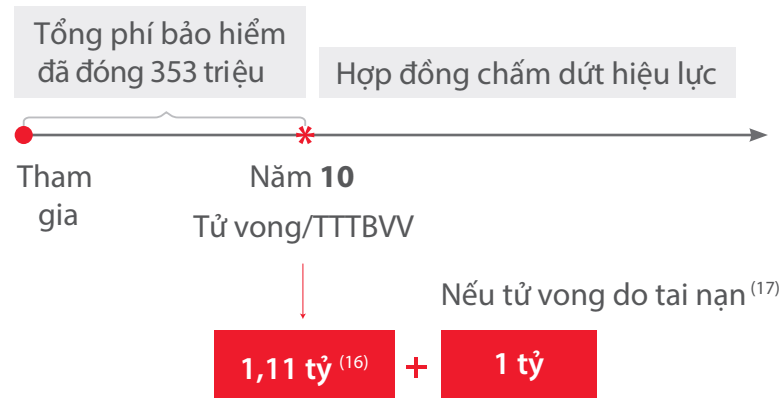 Tổng phí bảo hiểm
đã đóng 353 triệu
Hợp đồng chấm dứt hiệu lực
Tham
gia
Năm 10
Tử vong/TTTBVV
Nếu tử vong do tai nạn (17)
1,11 tỷ (16)
+
1 tỷ